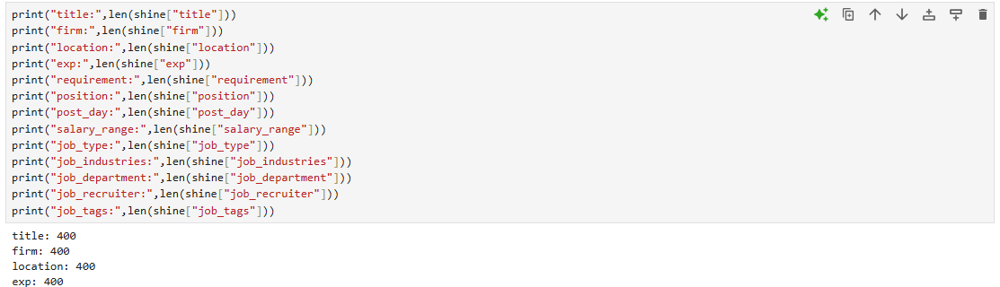 print("title:",len(shine["title"]))
print("firm:",len(shine["firm"]))
print("location:",len(shine["location"]))
print("exp:",len(shine["exp"]))
print("requirement:",len(shine["requirement"]))
print("position:",len(shine["position"]))
print("post_day:",len(shine["post_day"]))
print("salary_range:",len(shine["salary_range"]))
print("job_type:",len(shine["job_type"]))
print("job_industries:",len(shine["job_industries"]))
print("job_department:",len(shine["job_department"]))
print("job_recruiter:",len(shine["job_recruiter"]))
print("job_tags:",len(shine["job_tags"]))
title: 400
firm: 400
location: 400
exp: 400